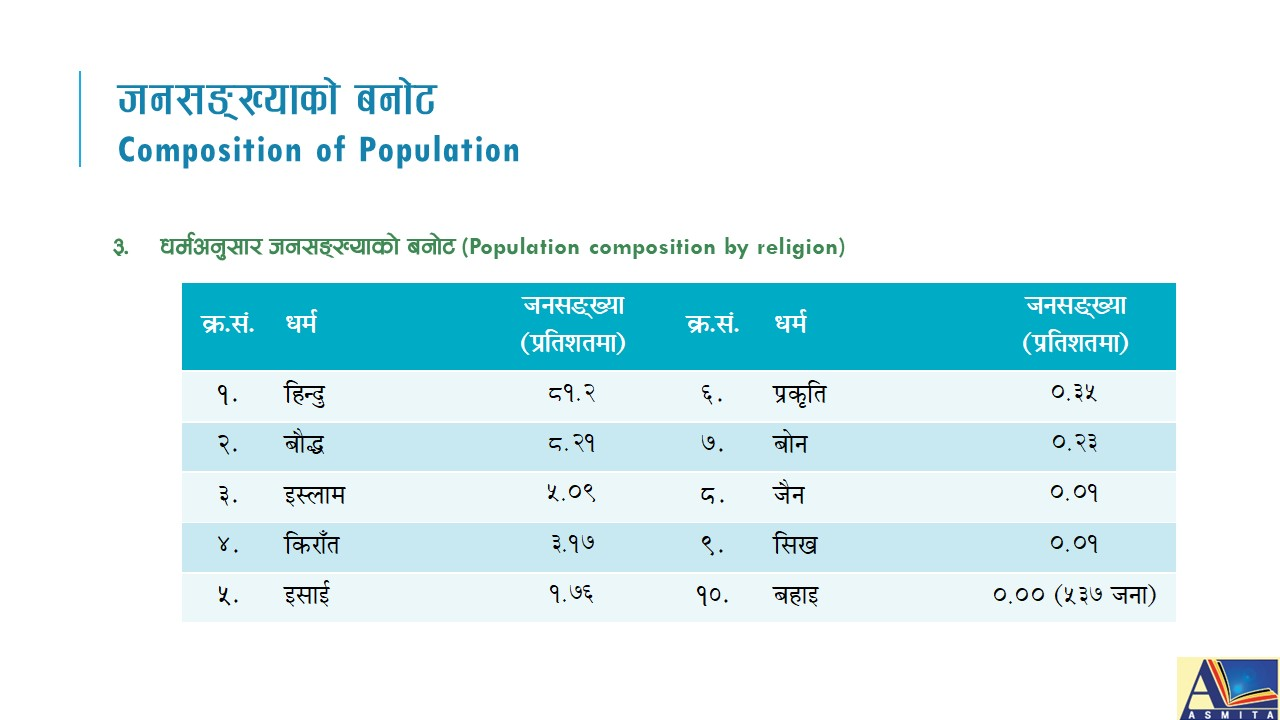 जनसङ्ख्याको बनोट
Composition of Population
३. धर्मअनुसार जनसङ्ख्याको बनोट (Population composition by religion)
क्र.सं. धर्म जनसङ्ख्या (प्रतिशतमा) क्र.सं. धर्म जनसङ्ख्या (प्रतिशतमा)
१. हिन्दु ८१.२ ६. प्रकृति ०.३५
२. बौद्ध ८.२१ ७. बोन ०.२३
३. इस्लाम ५.०९ ८. जैन ०.०१
४. किराँत ३.१७ ९. सिख ०.०१
५. इसाई १.७६ १०. बहाइ ०.०० (५३७ जना)
ASMITA